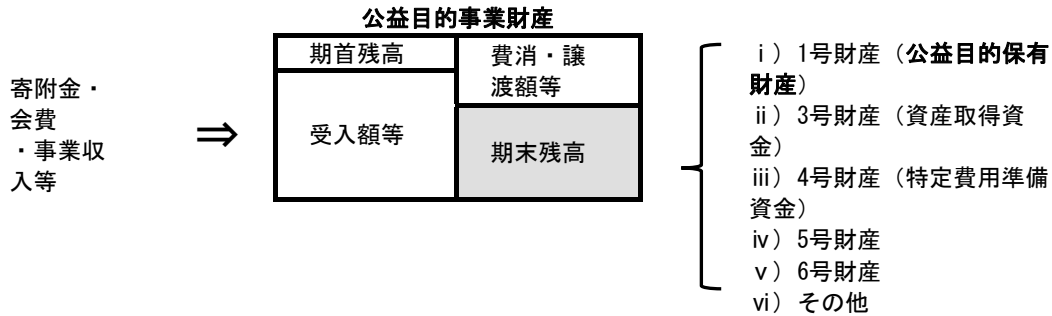 公益目的事業財産
寄附金・
会費
・事業収
入等
⇒
期首残高
受入額等
費消・譲
渡額等
期末残高
ⅰ）1号財産（公益目的保有
財産）
ⅱ）3号財産（資産取得資
金）
ⅲ）4号財産（特定費用準備
資金）
ⅳ）5号財産
ⅴ）6号財産
ⅵ）その他